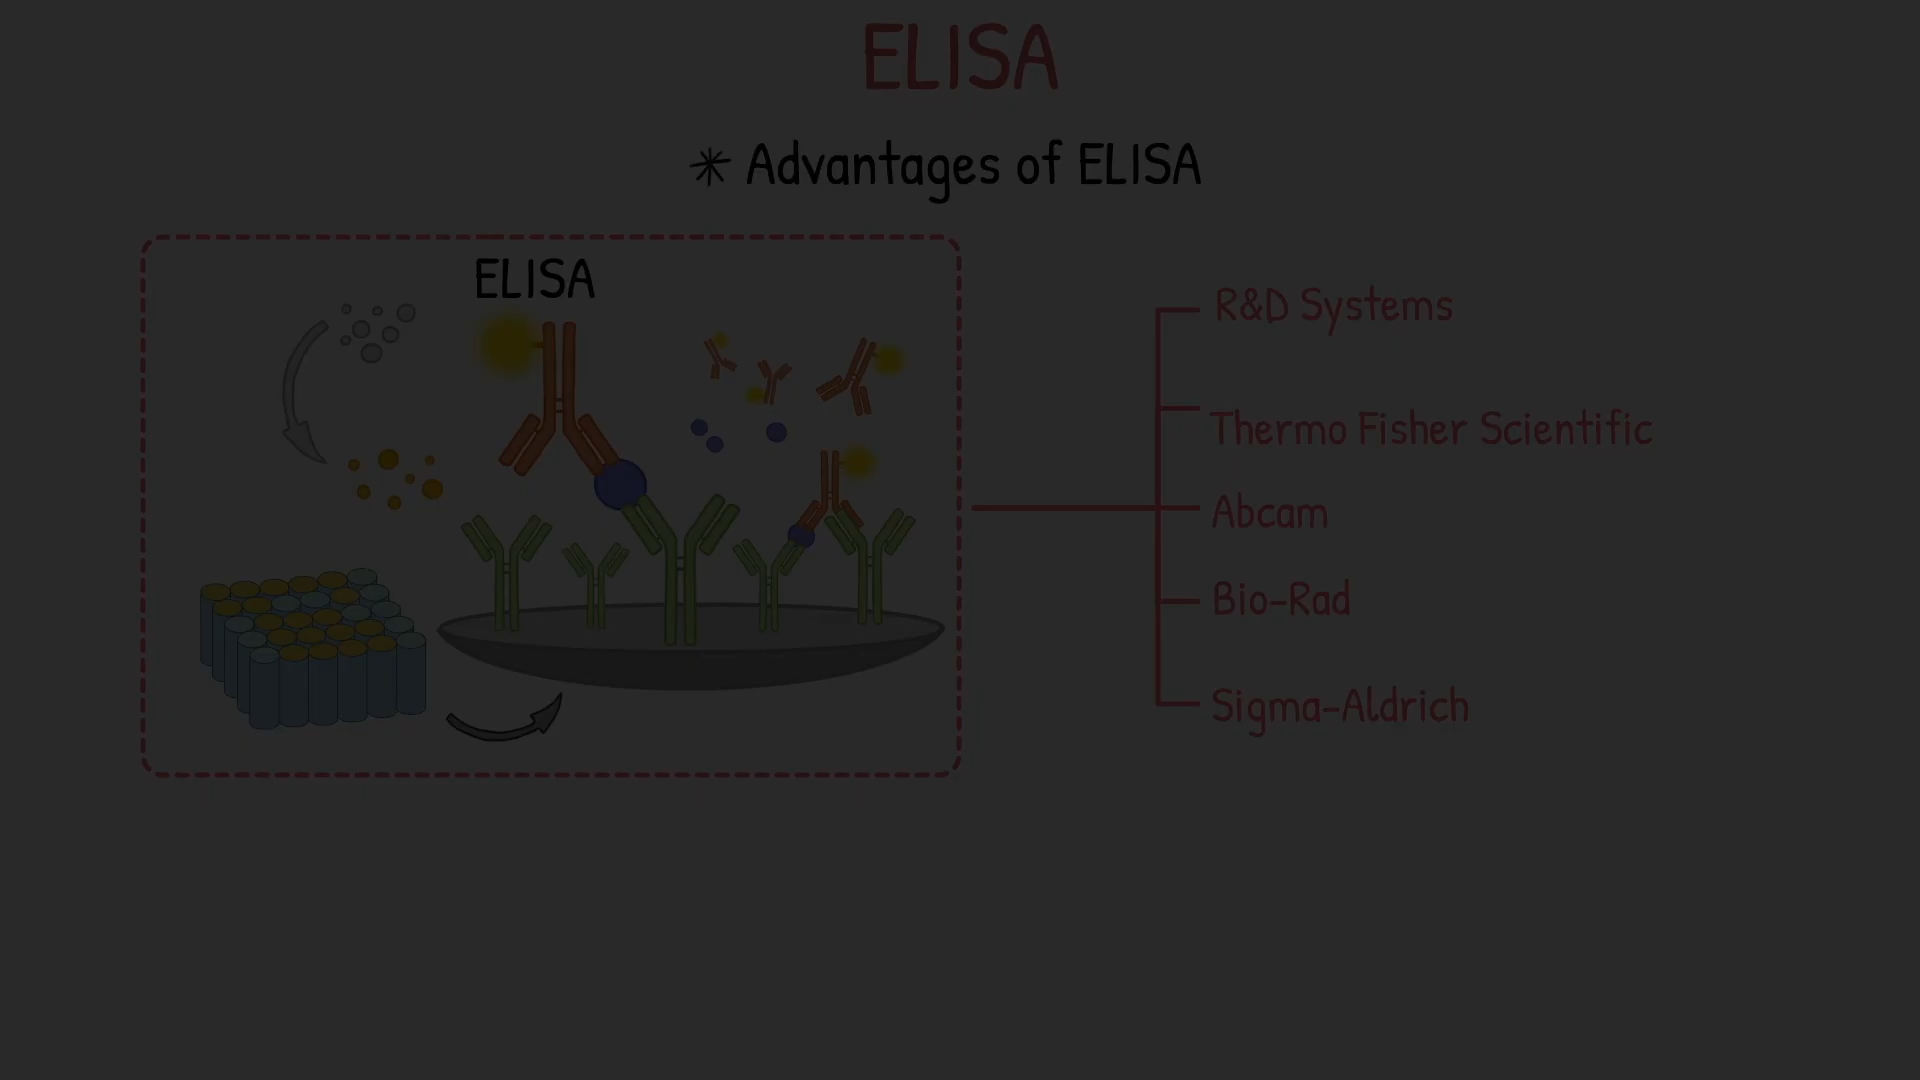 ELISA
✳ Advantages of ELISA
ELISA
R&D Systems
Thermo Fisher Scientific
Abcam
Bio-Rad
Sigma-Aldrich